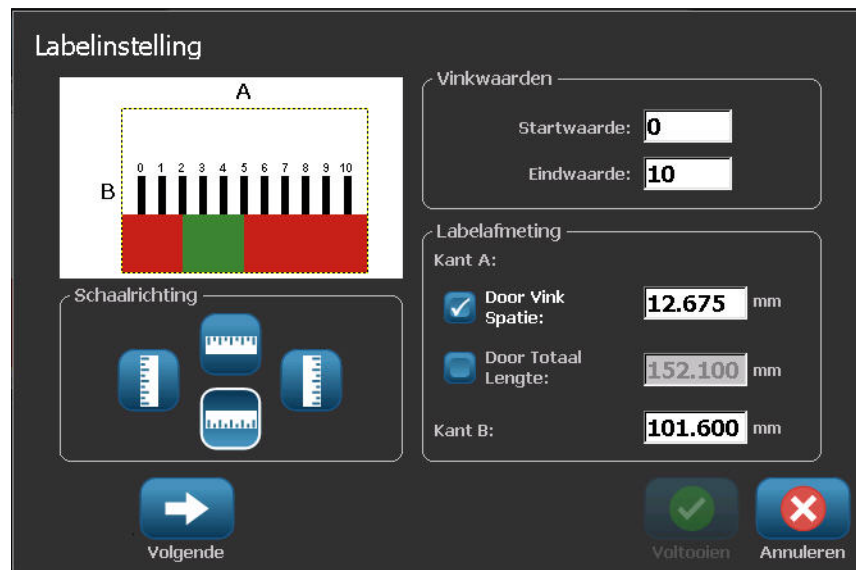 Labelinstelling
A
B
0 1 2 3 4 5 6 7 8 9 10
Schaalrichting
Vinkwaarden
Startwaarde: 0
Eindwaarde: 10
Labelafmeting
Kant A:
Door Vink
Spatie: 12.675 mm
Door Totaal
Lengte: 152.100 mm
Kant B: 101.600 mm
Volgende
Voltooien
Annuleren